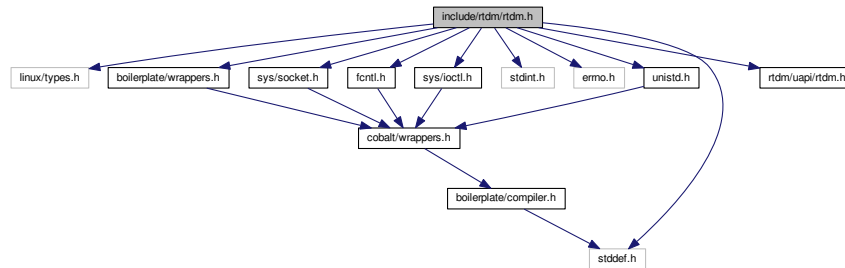 include/rtdm/rtdm.h
linux/types.h
boilerplate/wrappers.h
sys/socket.h
fcntl.h
sys/ioctl.h
stdint.h
errno.h
unistd.h
rtdm/uapi/rtdm.h
cobalt/wrappers.h
boilerplate/compiler.h
stddef.h